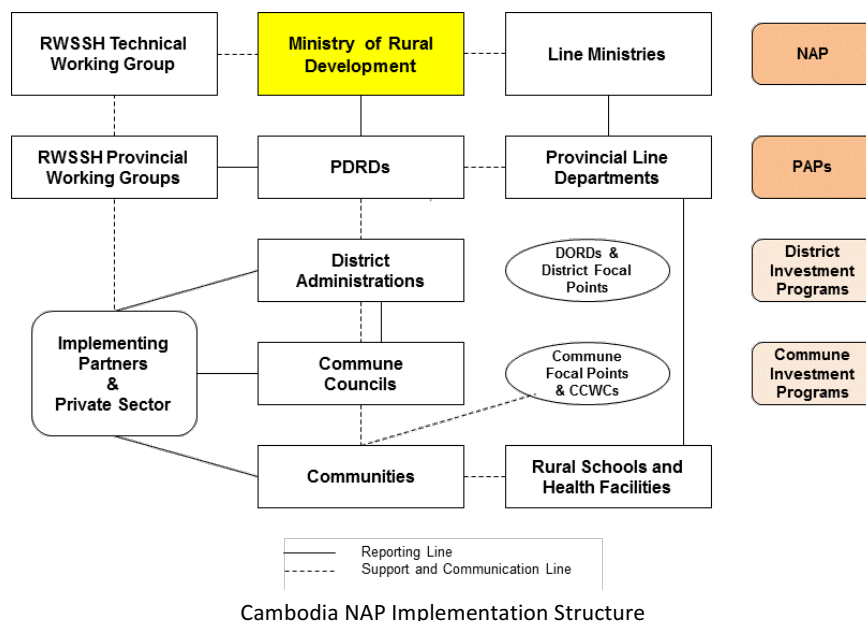 RWSSH Technical
Working Group
Ministry of Rural
Development
Line Ministries
NAP
RWSSH Provincial
Working Groups
PDRDs
Provincial Line
Departments
PAPs
District
Administrations
DORDs &
District Focal
Points
District
Investment
Programs
Implementing
Partners
&
Private Sector
Commune
Councils
Commune
Focal Points
& CCWCs
Commune
Investment
Programs
Communities
Rural Schools and
Health Facilities
Reporting Line
Support and Communication Line
Cambodia NAP Implementation Structure